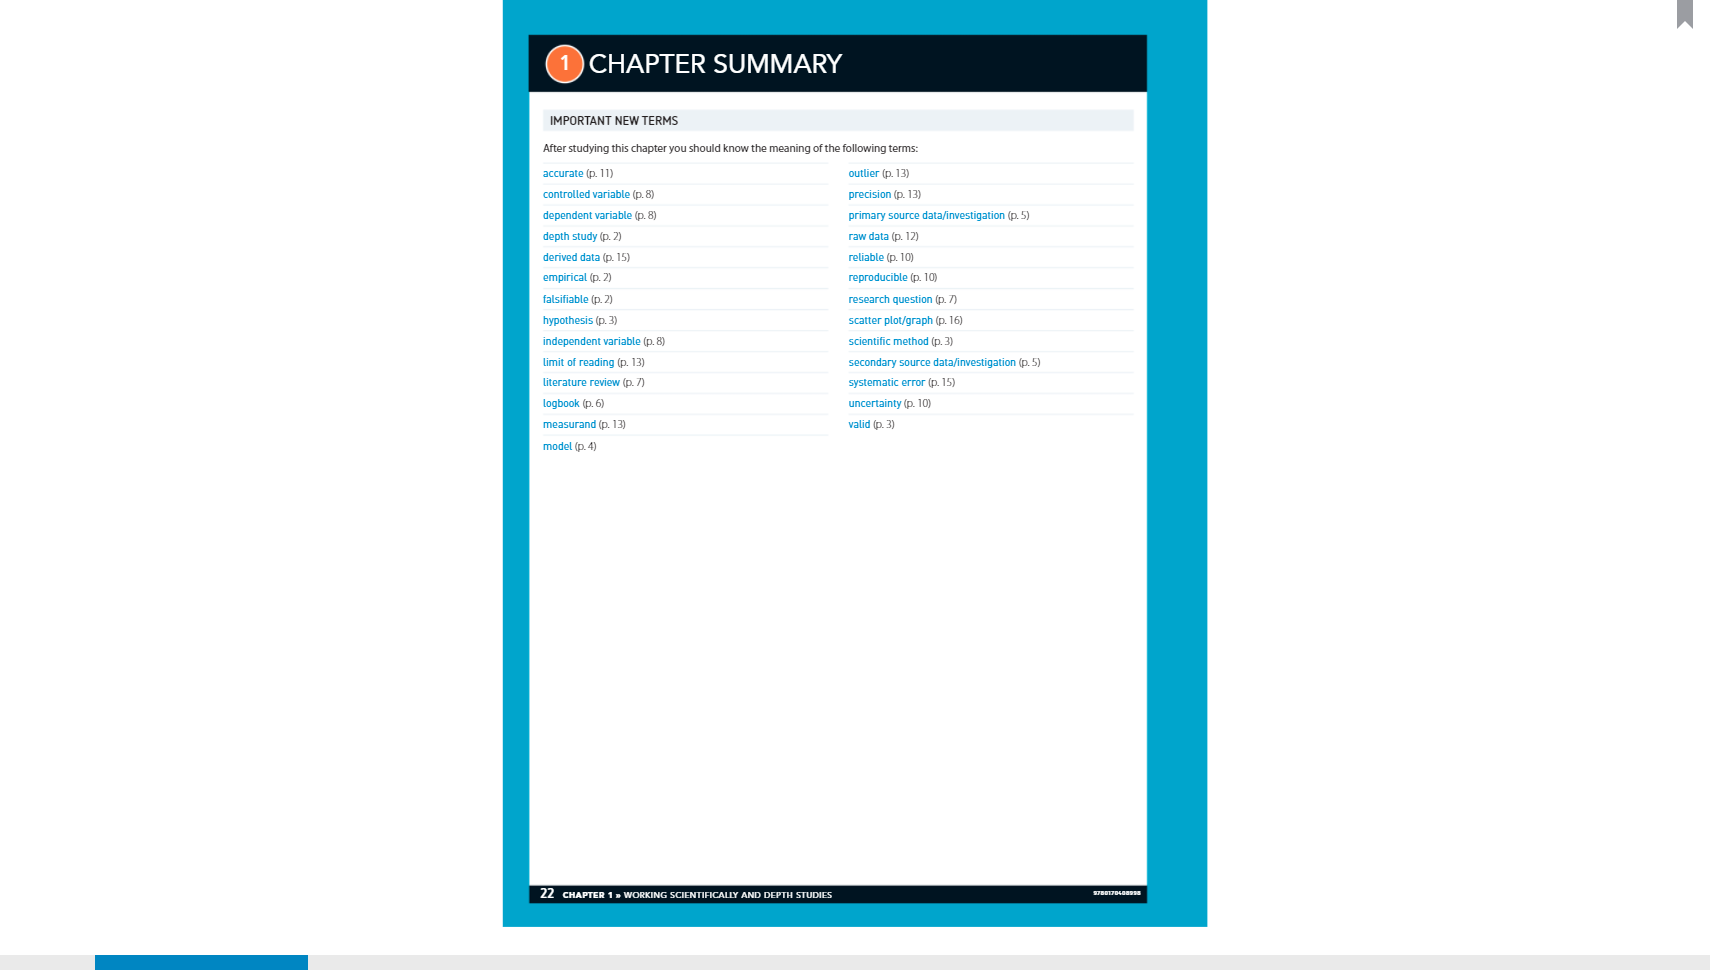 1 CHAPTER SUMMARY
IMPORTANT NEW TERMS
After studying this chapter you should know the meaning of the following terms:
accurate (p. 11)
controlled variable (p. 8)
dependent variable (p. 8)
depth study (p. 2)
derived data (p. 15)
empirical (p. 2)
falsifiable (p. 2)
hypothesis (p. 3)
independent variable (p. 8)
limit of reading (p. 13)
literature review (p. 7)
logbook (p. 6)
measurand (p. 13)
model (p. 4)
outlier (p. 13)
precision (p. 13)
primary source data/investigation (p. 5)
raw data (p. 12)
reliable (p. 10)
reproducible (p. 10)
research question (p. 7)
scatter plot/graph (p. 16)
scientific method (p. 3)
secondary source data/investigation (p. 5)
systematic error (p. 15)
uncertainty (p. 10)
valid (p. 3)
22 CHAPTER 1 » WORKING SCIENTIFICALLY AND DEPTH STUDIES